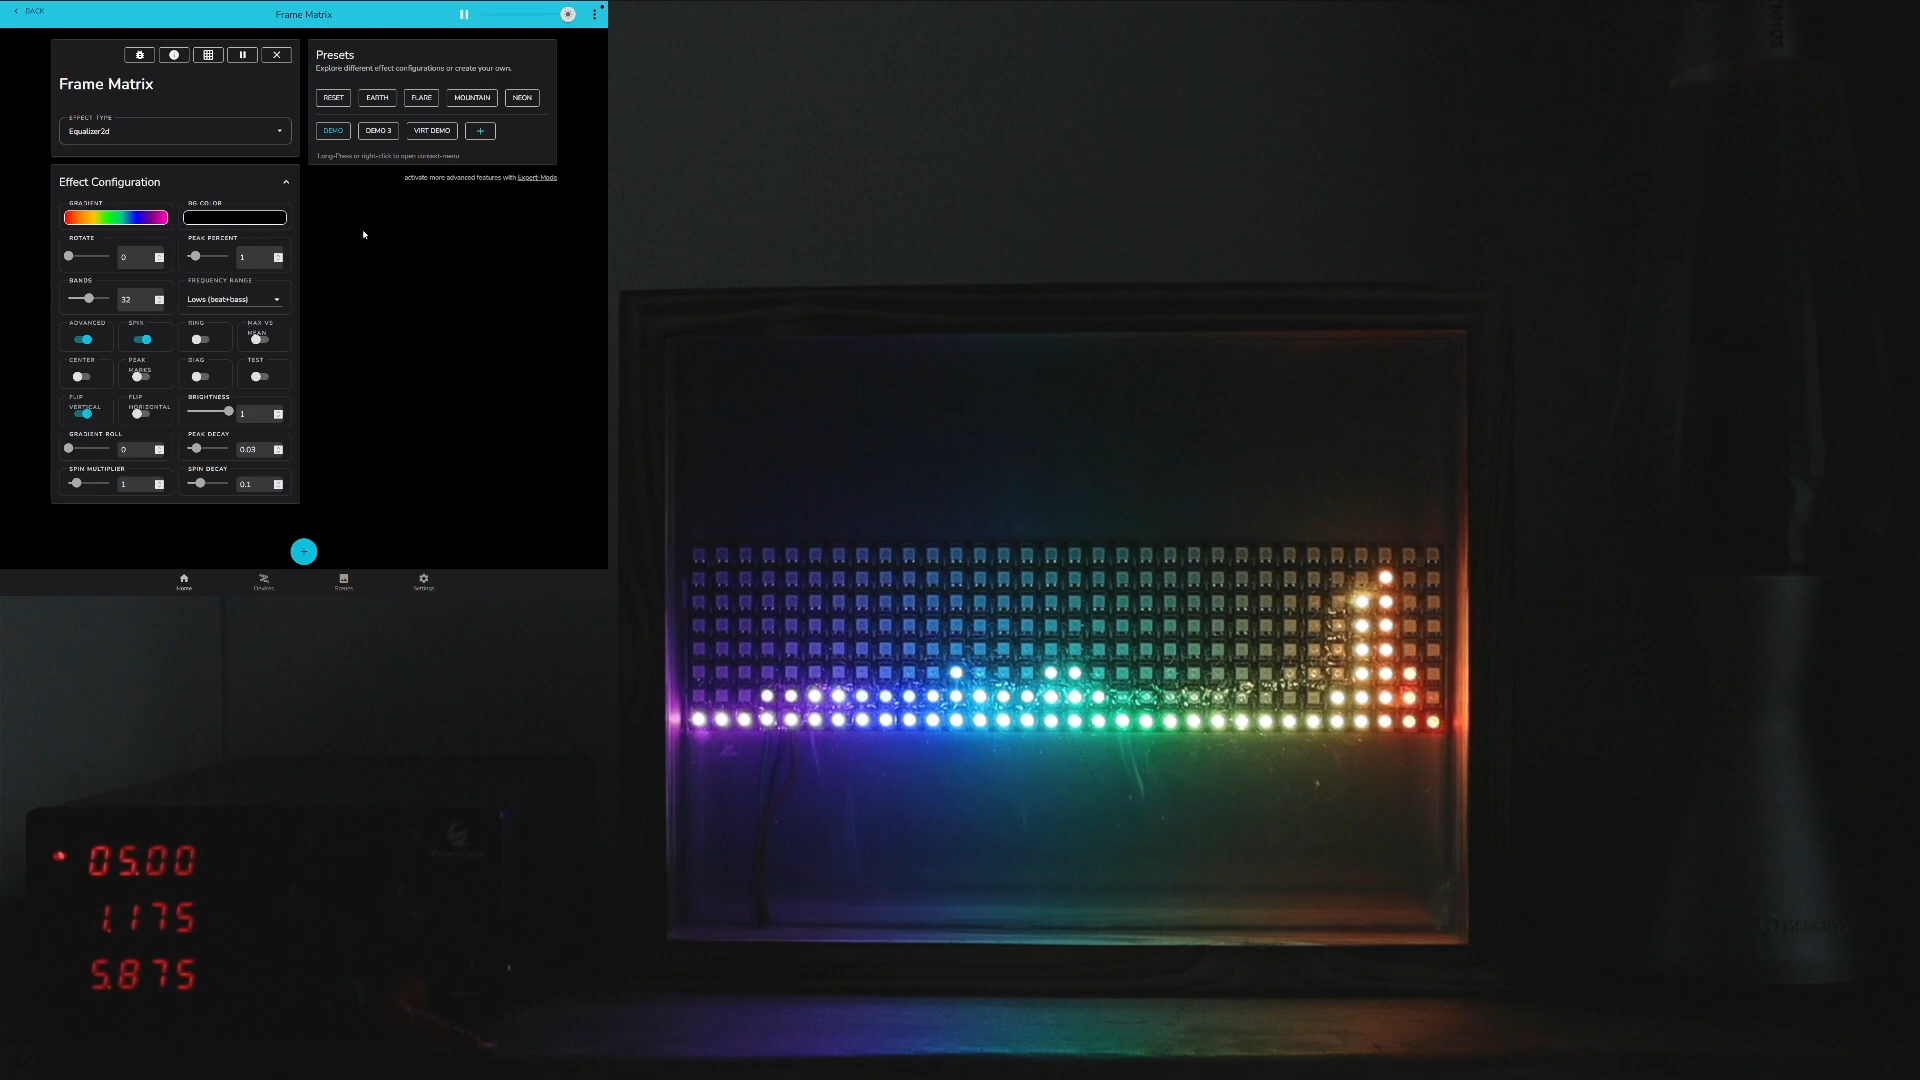 BACK
Frame Matrix
Frame Matrix
EFFECT TYPE
Equalizer2d
Presets
Explore different effect configurations or create your own.
RESET
EARTH
FLARE
MOUNTAIN
NEON
DEMO
DEMO 3
VIRT DEMO
+
Long-Press or right-click to open context-menu
activate more advanced features with Expert-Mode
Effect Configuration
GRADIENT
BG COLOR
ROTATE
0
PEAK PERCENT
1
BANDS
32
FREQUENCY RANGE
Lows (beat+bass)
ADVANCED
SPIN
RING
MAX VS
MEAN
CENTER
PEAK
MARKS
DIAG
TEST
FLIP
VERTICAL
FLIP
HORIZONTAL
BRIGHTNESS
1
GRADIENT ROLL
0
PEAK DECAY
0.03
SPIN MULTIPLIER
1
SPIN DECAY
0.1
+
Home
Devices
Scenes
Settings
05.00
1.175
5.875